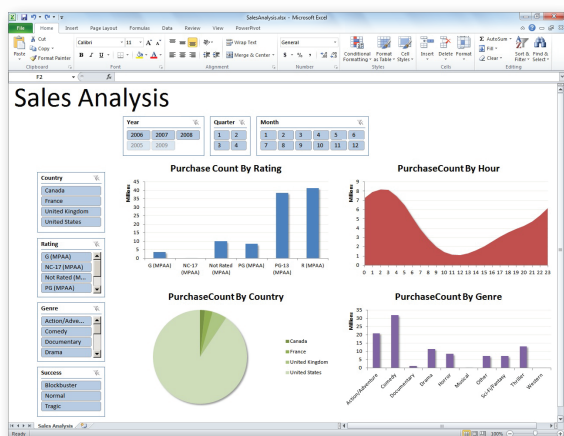 SalesAnalysis.xlsx - Microsoft Excel
File Home Insert Page Layout Formulas Data Review View PowerPivot
Paste
Cut
Copy
Format Painter
Clipboard
Calibri 11
B I U
Font
Wrap Text
Merge & Center
Alignment
General
$ % ,
Number
Conditional Formatting
Format as Table
Cell Styles
Styles
Insert Delete Format
Cells
Σ AutoSum
Fill
Clear
Sort & Filter
Find & Select
Editing
F2 fx
Sales Analysis
Year
2006 2007 2008
2005 2009
Quarter
1 2
3 4
Month
1 2 3 4 5 6
7 8 9 10 11 12
Country
Canada
France
United Kingdom
United States
Rating
G (MPAA)
NC-17 (MPAA)
Not Rated (M...
PG (MPAA)
Genre
Action/Adve...
Comedy
Documentary
Drama
Success
Blockbuster
Normal
Tragic
Purchase Count By Rating
Millions
45
40
35
30
25
20
15
10
5
0
G (MPAA) NC-17 (MPAA) Not Rated (MPAA) PG (MPAA) PG-13 (MPAA) R (MPAA)
PurchaseCount By Hour
Millions
9
8
7
6
5
4
3
2
1
0
0 1 2 3 4 5 6 7 8 9 10 11 12 13 14 15 16 17 18 19 20 21 22 23
PurchaseCount By Country
Canada
France
United Kingdom
United States
PurchaseCount By Genre
Millions
35
30
25
20
15
10
5
0
Action/Adventure
Comedy
Documentary
Drama
Horror
Musical
Other
Sci-Fi/Fantasy
Thriller
Western
Sales Analysis
Ready 100%